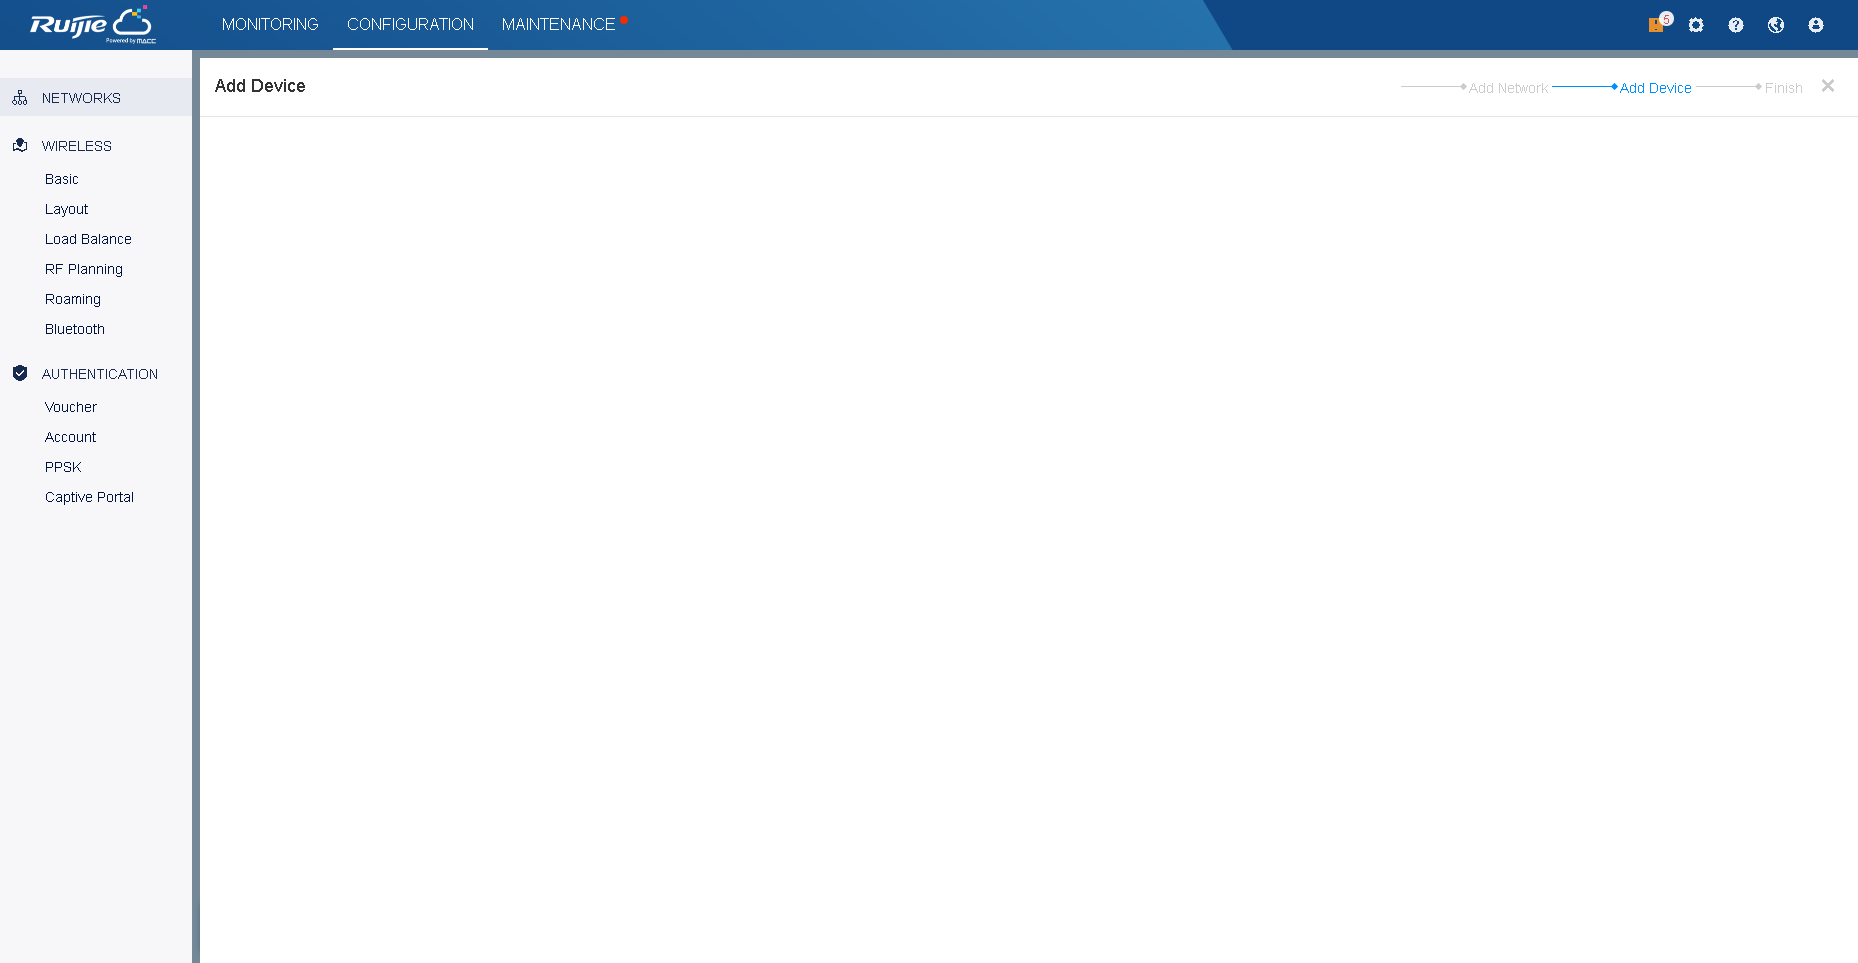 Ruijie
Powered by MACC
MONITORING CONFIGURATION MAINTENANCE
5
Add Device
Add Network Add Device Finish
NETWORKS
WIRELESS
Basic
Layout
Load Balance
RF Planning
Roaming
Bluetooth
AUTHENTICATION
Voucher
Account
PPSK
Captive Portal